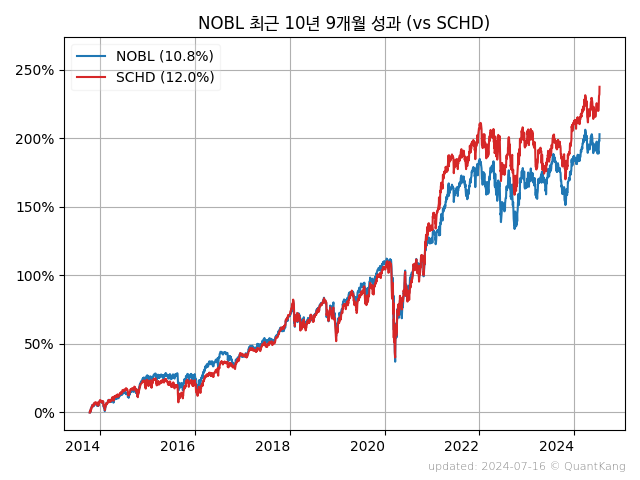 NOBL 최근 10년 9개월 성과 (vs SCHD)
NOBL (10.8%)
SCHD (12.0%)
250%
200%
150%
100%
50%
0%
2014 2016 2018 2020 2022 2024
updated: 2024-07-16 © QuantKang